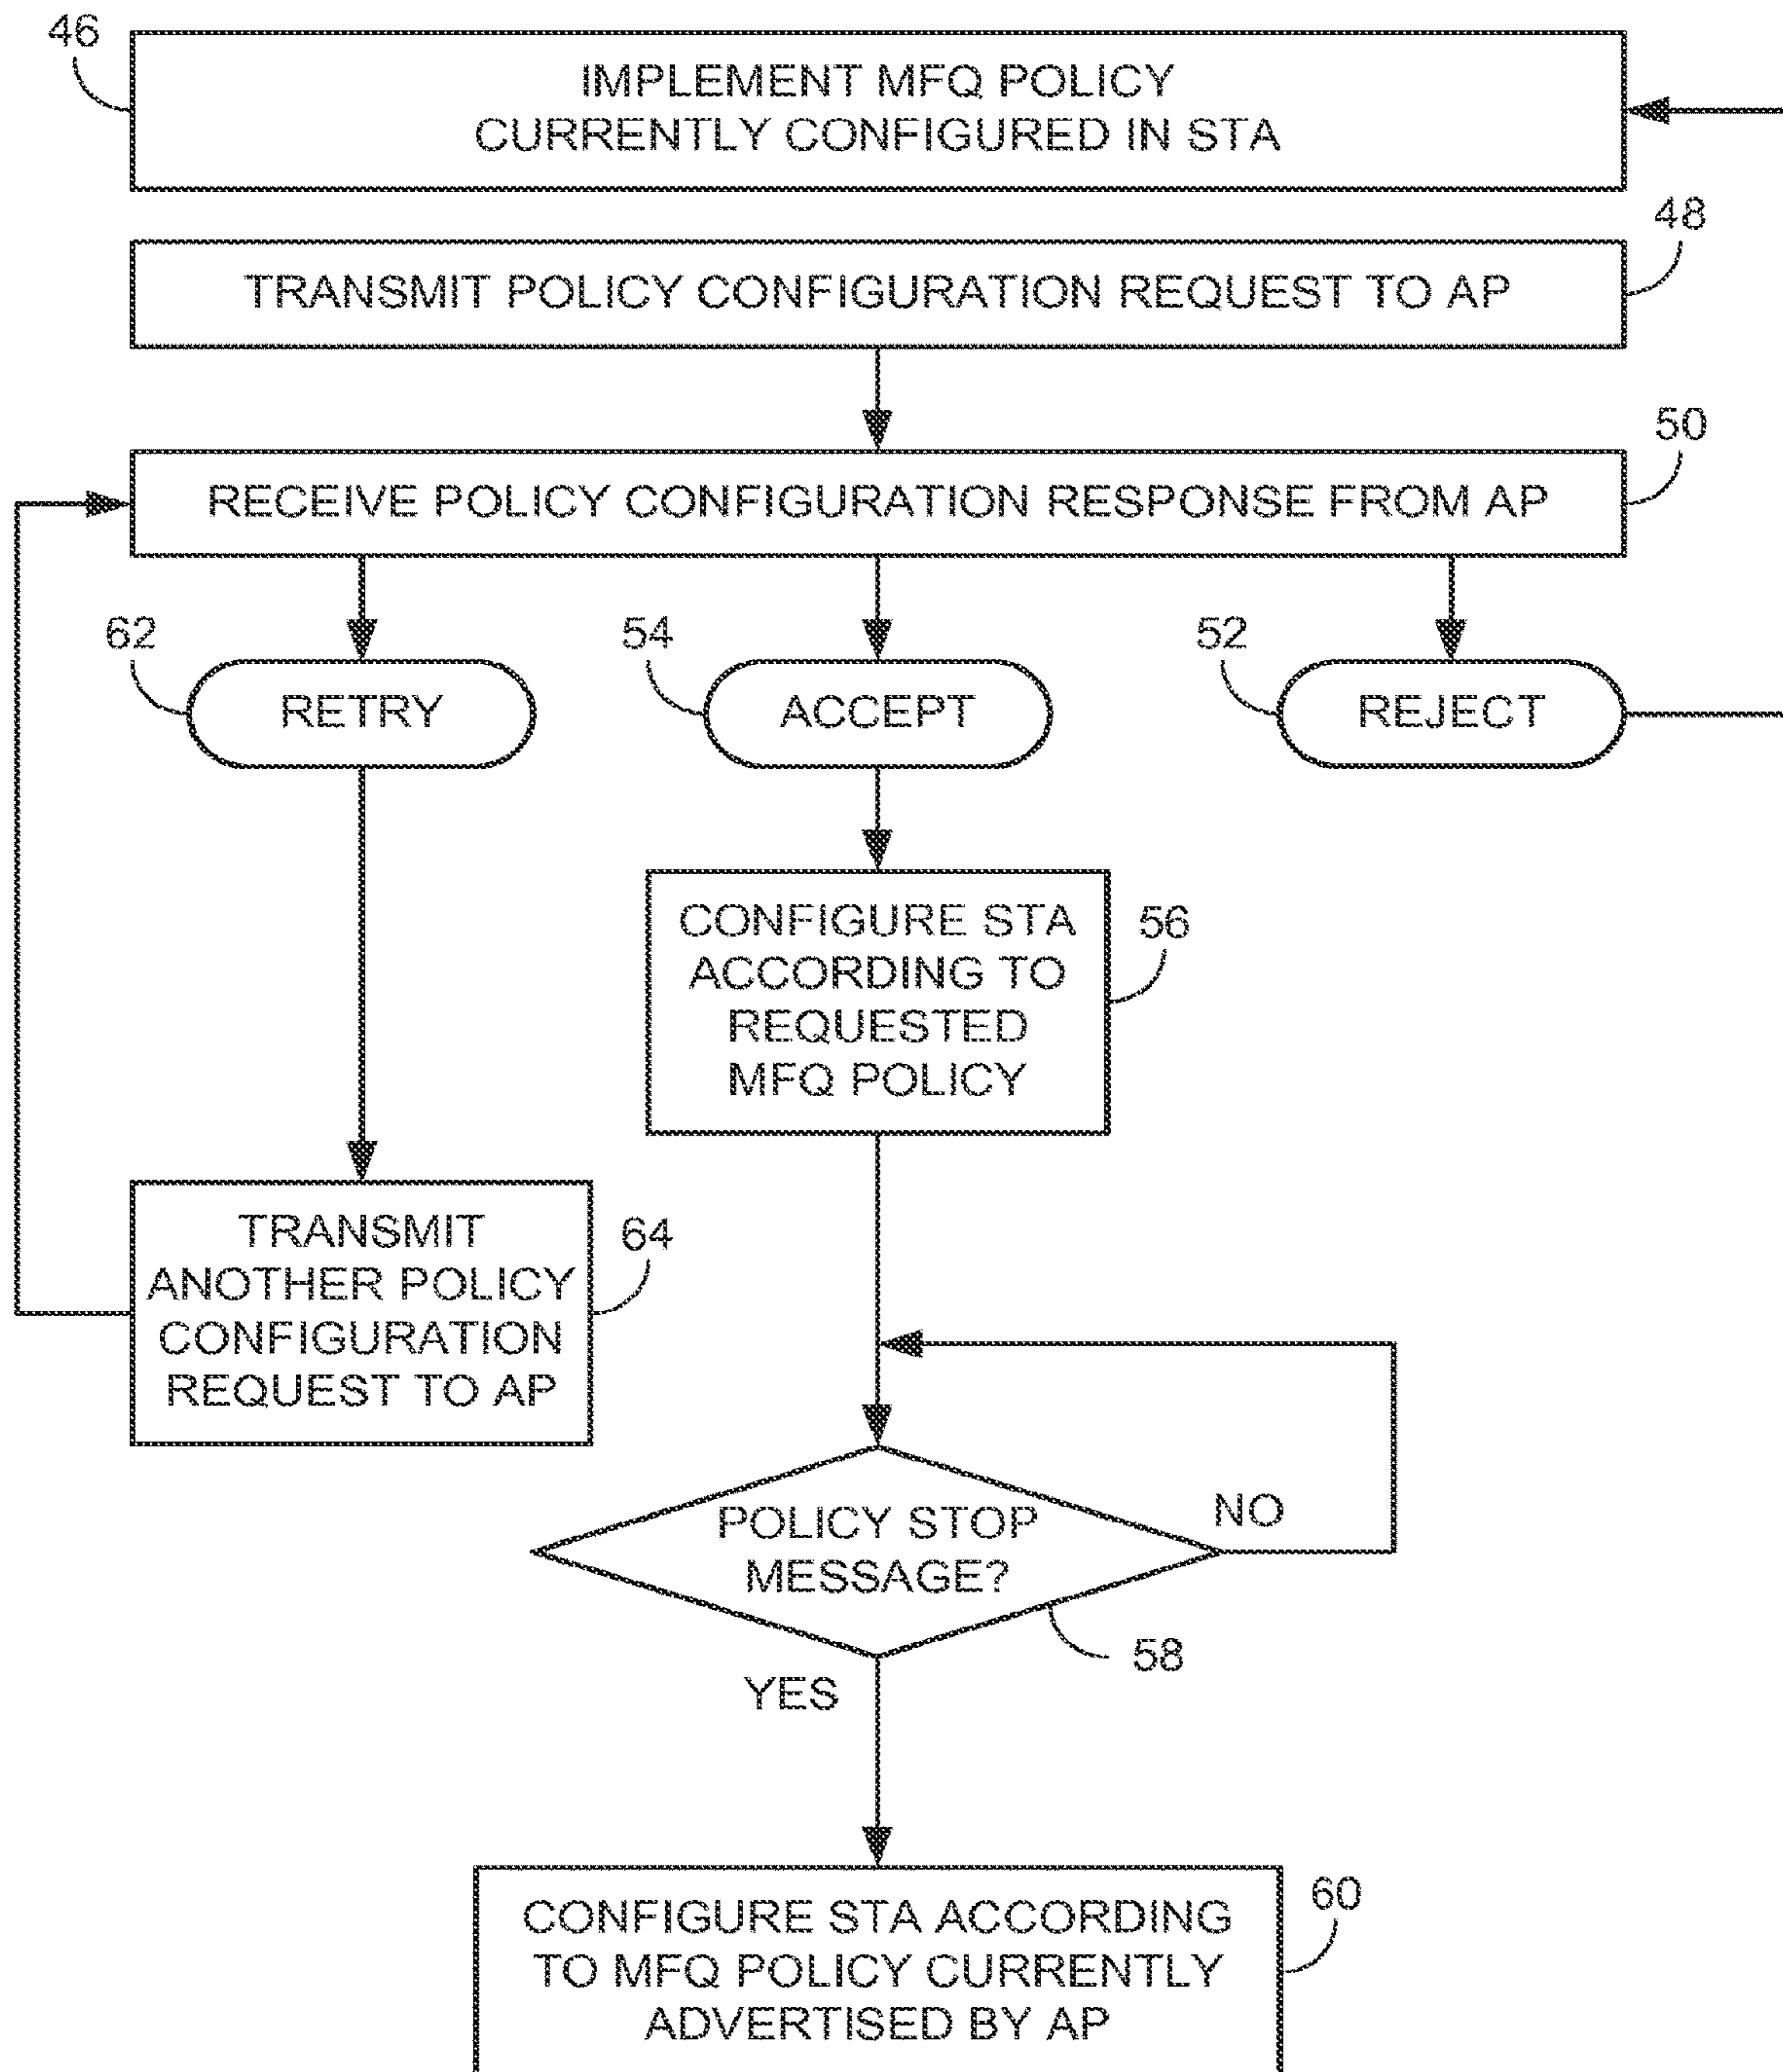 46
IMPLEMENT MFQ POLICY
CURRENTLY CONFIGURED IN STA
48
TRANSMIT POLICY CONFIGURATION REQUEST TO AP
50
RECEIVE POLICY CONFIGURATION RESPONSE FROM AP
62
RETRY
54
ACCEPT
52
REJECT
CONFIGURE STA
ACCORDING TO
REQUESTED
MFQ POLICY
56
TRANSMIT
ANOTHER POLICY
CONFIGURATION
REQUEST TO AP
64
POLICY STOP
MESSAGE?
NO
58
YES
CONFIGURE STA ACCORDING
TO MFQ POLICY CURRENTLY
ADVERTISED BY AP
60